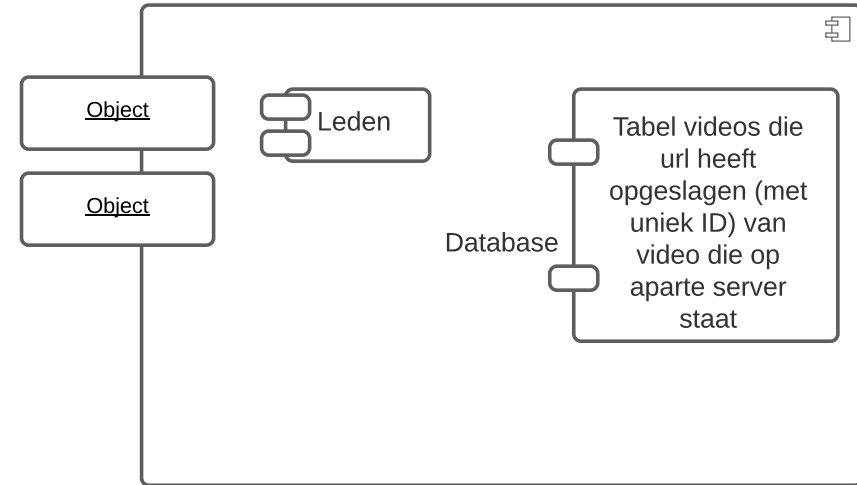 Object
Object
Leden
Database
Tabel videos die
url heeft
opgeslagen (met
uniek ID) van
video die op
aparte server
staat